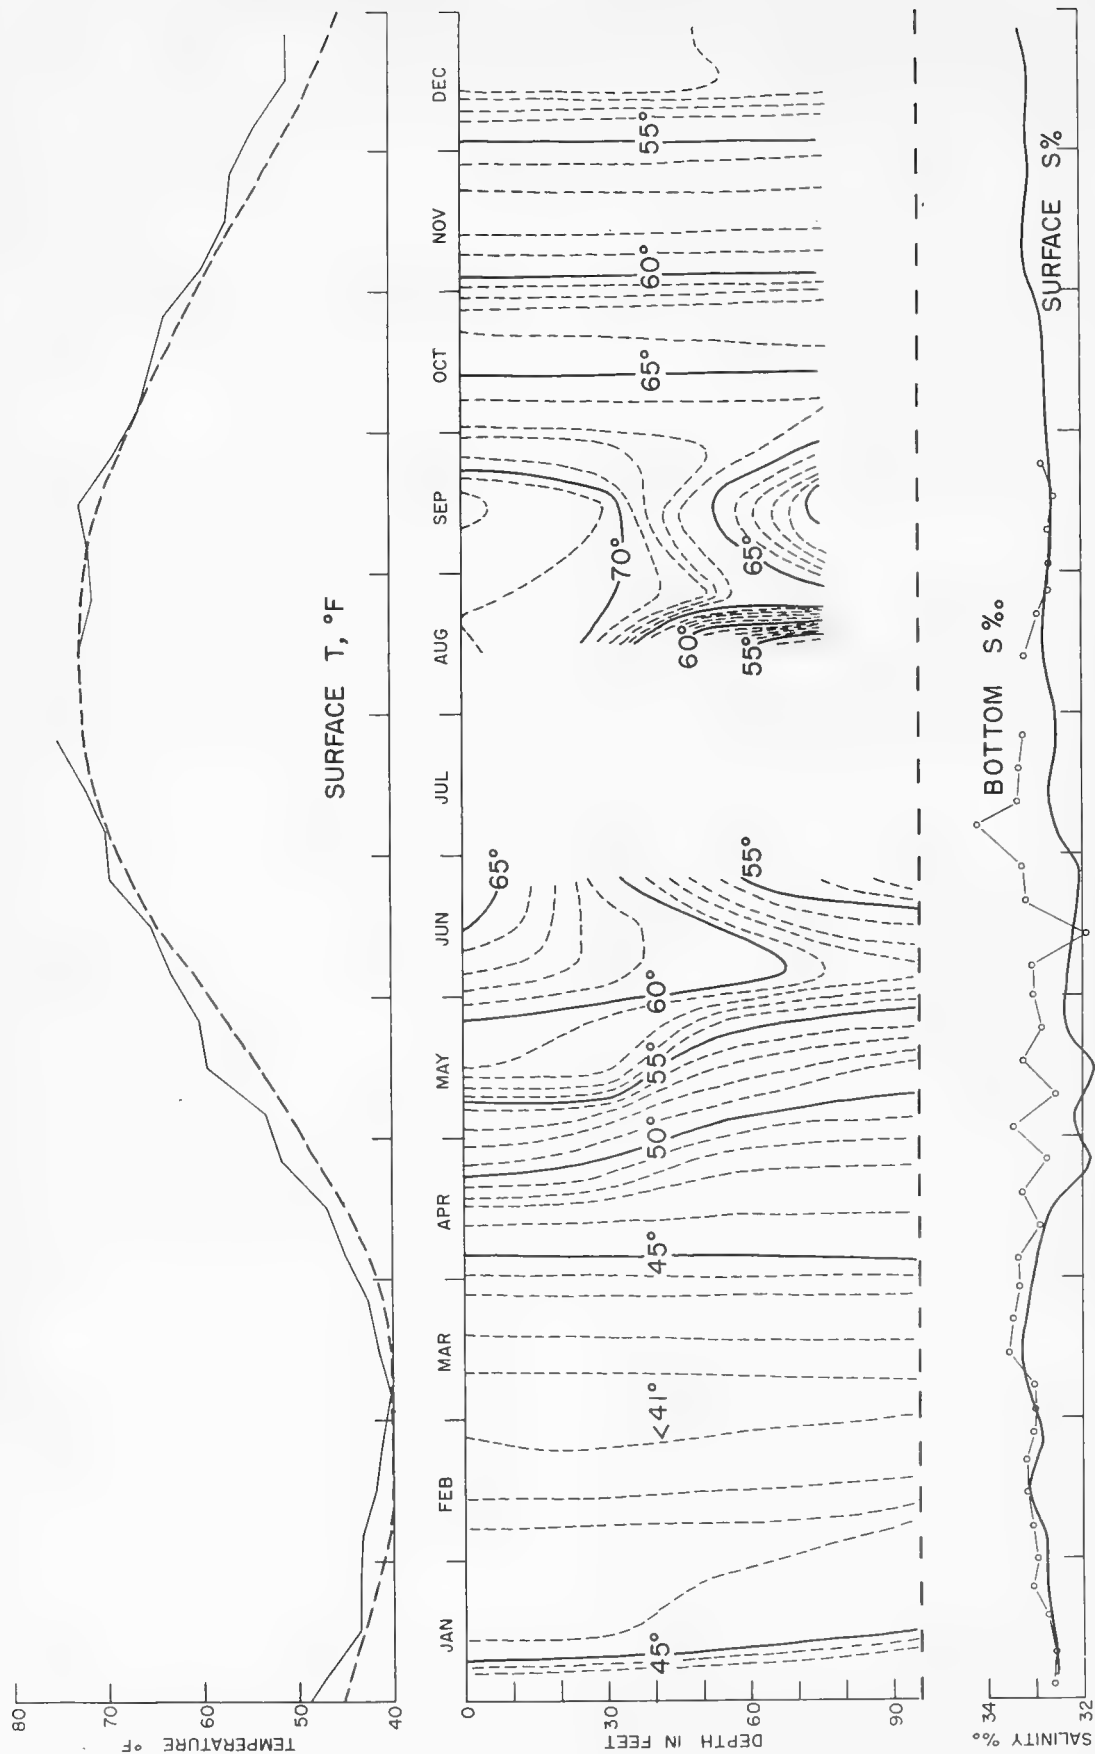 80
70
60
50
40
TEMPERATURE °F
SURFACE T, °F
JAN
FEB
MAR
APR
MAY
JUN
JUL
AUG
SEP
OCT
NOV
DEC
0
30
60
90
DEPTH IN FEET
45°
<41°
45°
50°
55°
60°
65°
55°
60°
55°
70°
65°
65°
60°
55°
34
32
SALINITY ‰
BOTTOM S‰
SURFACE S%